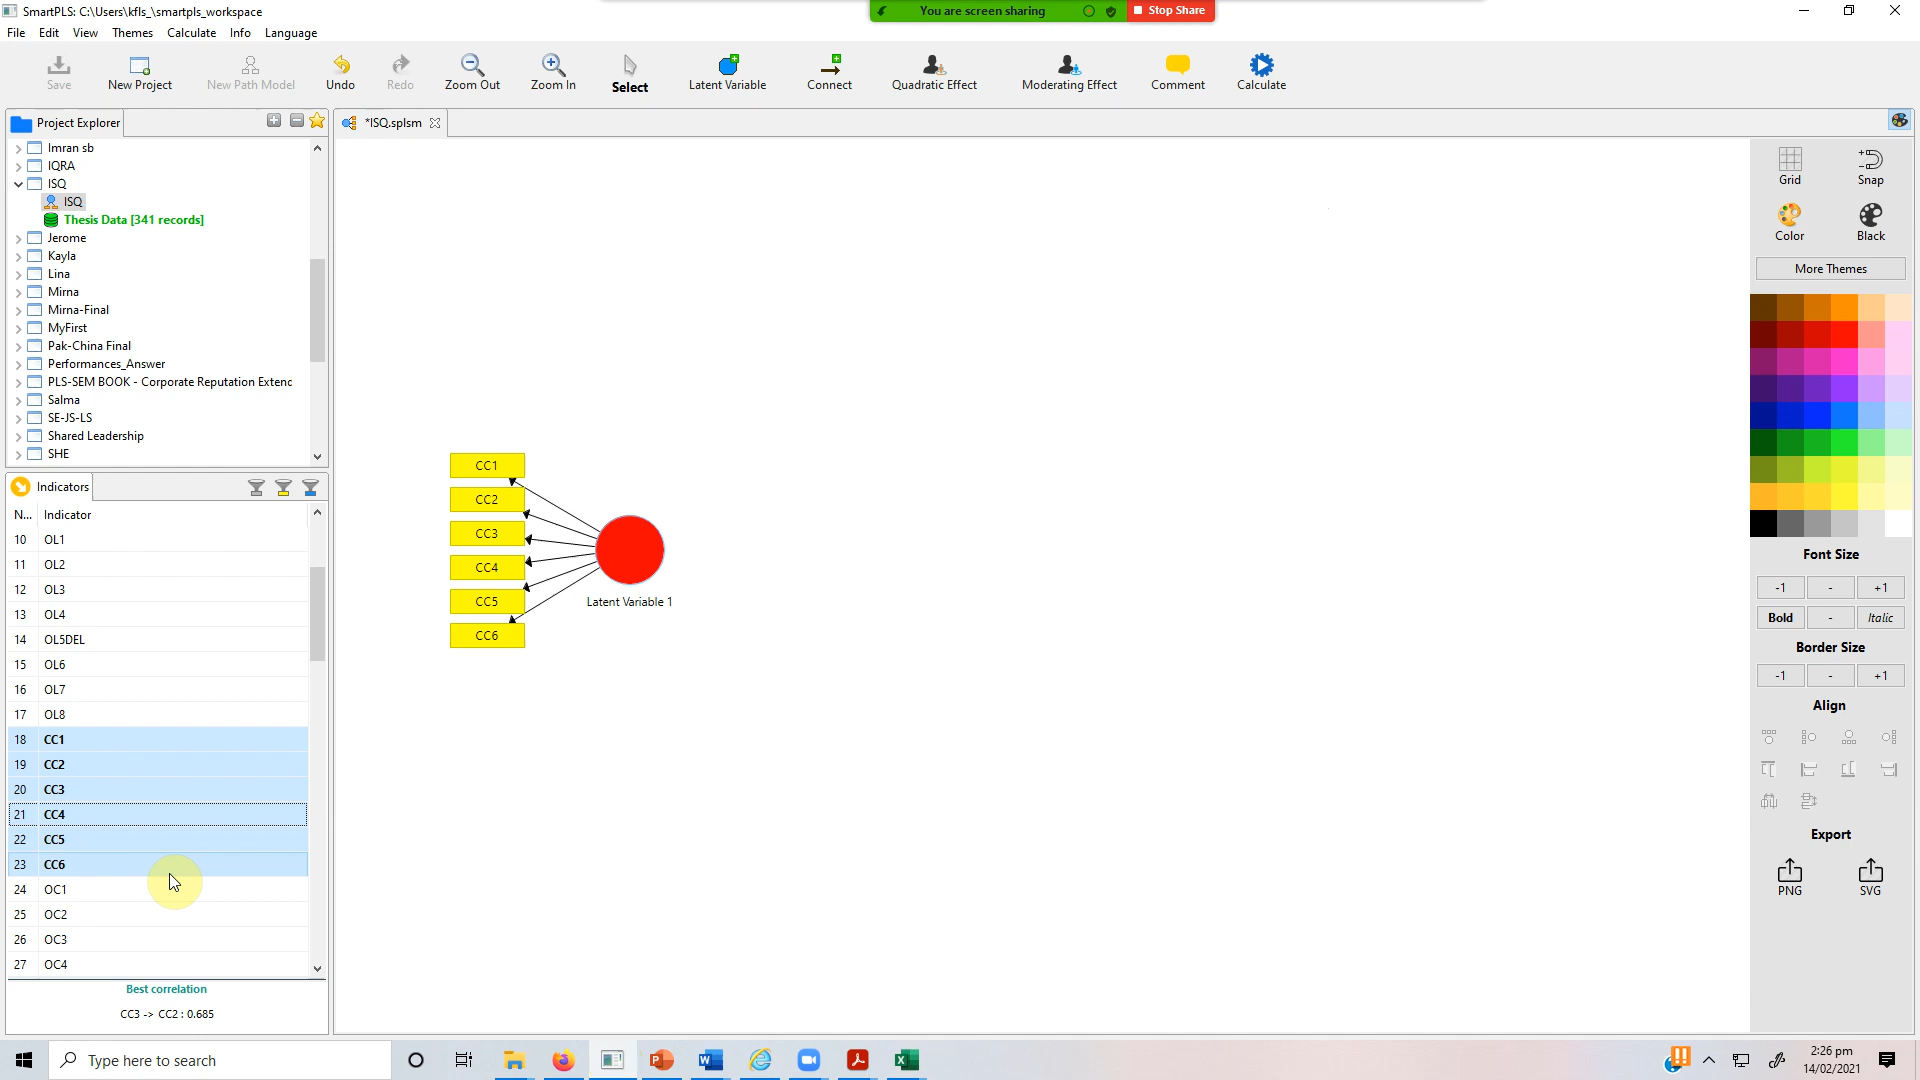 SmartPLS: C:\Users\kfls_\smartpls_workspace
You are screen sharing
Stop Share
File Edit View Themes Calculate Info Language
Save
New Project
New Path Model
Undo
Redo
Zoom Out
Zoom In
Select
Latent Variable
Connect
Quadratic Effect
Moderating Effect
Comment
Calculate
Project Explorer
*ISQ.splsm
Imran sb
IQRA
ISQ
ISQ
Thesis Data [341 records]
Jerome
Kayla
Lina
Mirna
Mirna-Final
MyFirst
Pak-China Final
Performances_Answer
PLS-SEM BOOK - Corporate Reputation Extenc
Salma
SE-JS-LS
Shared Leadership
SHE
Indicators
N... Indicator
10 OL1
11 OL2
12 OL3
13 OL4
14 OL5DEL
15 OL6
16 OL7
17 OL8
18 CC1
19 CC2
20 CC3
21 CC4
22 CC5
23 CC6
24 OC1
25 OC2
26 OC3
27 OC4
Best correlation
CC3 -> CC2 : 0.685
CC1
CC2
CC3
CC4
CC5
CC6
Latent Variable 1
Grid Snap
Color Black
More Themes
Font Size
-1 - +1
Bold - Italic
Border Size
-1 - +1
Align
Export
PNG SVG
Type here to search
2:26 pm
14/02/2021